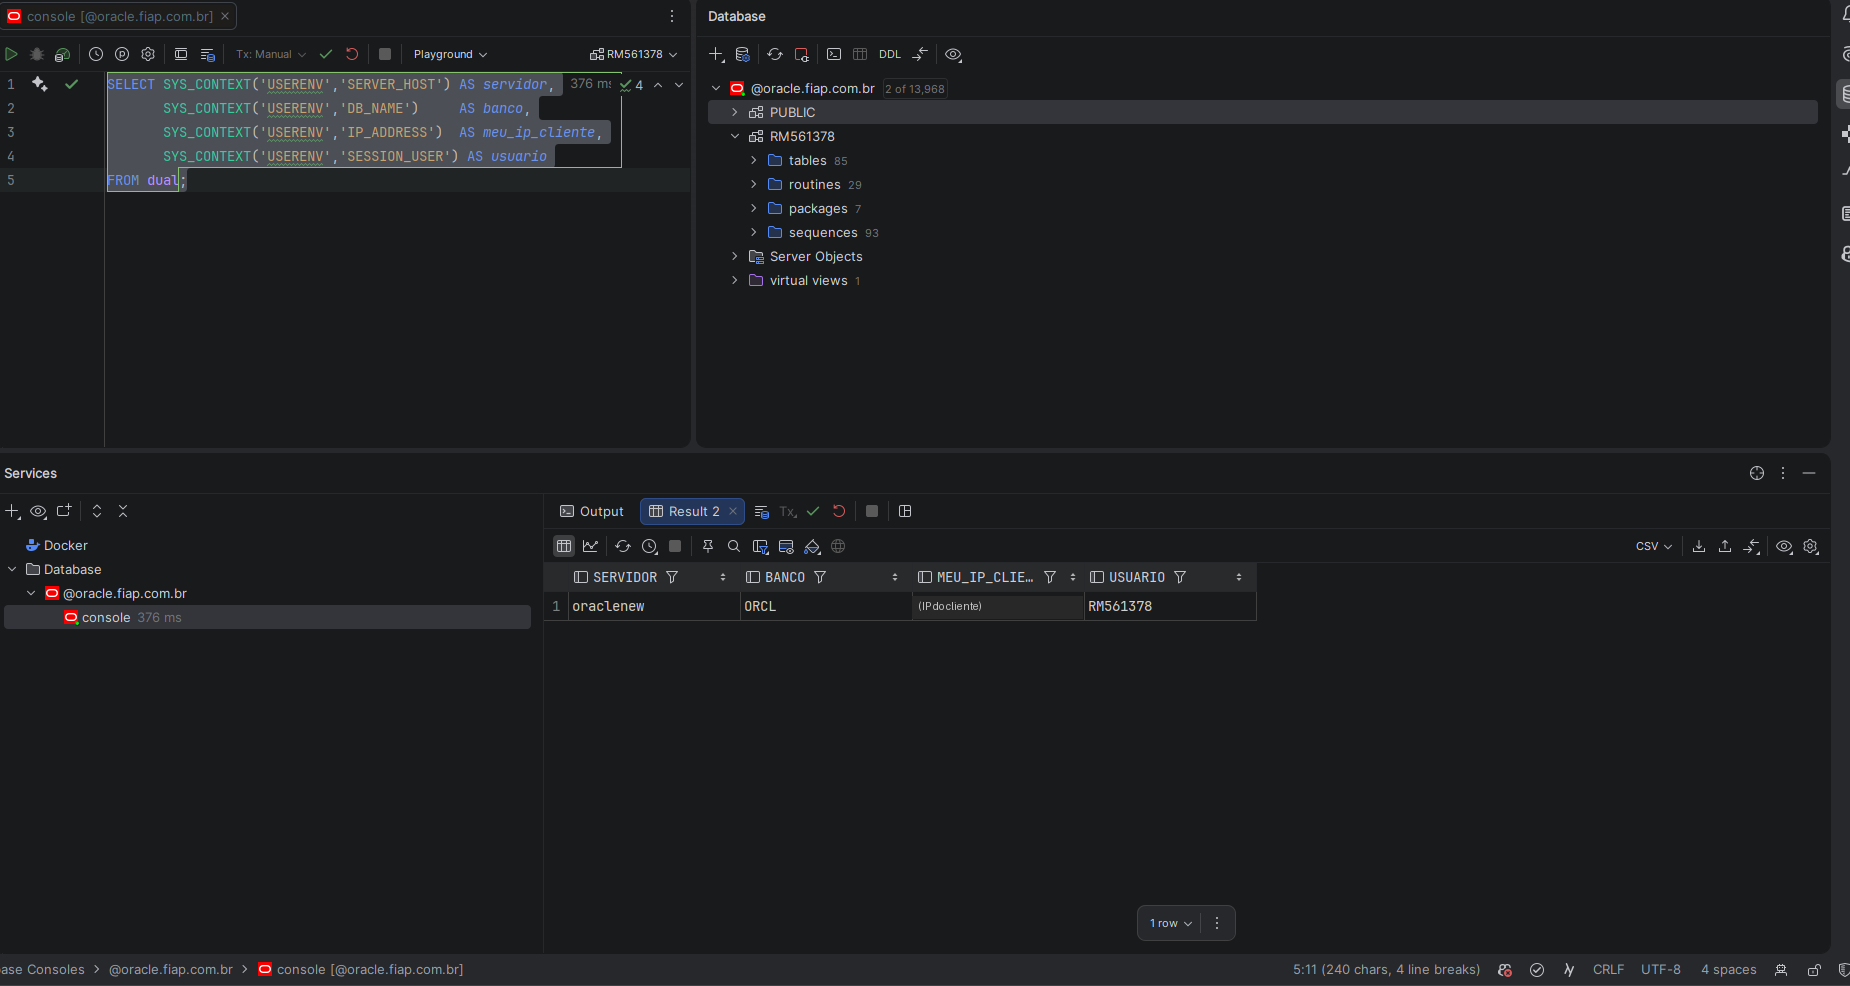 console [@oracle.fiap.com.br]
Tx: Manual
Playground
RM561378
1 SELECT SYS_CONTEXT('USERENV','SERVER_HOST') AS servidor, 376 ms 4
2 SYS_CONTEXT('USERENV','DB_NAME') AS banco,
3 SYS_CONTEXT('USERENV','IP_ADDRESS') AS meu_ip_cliente,
4 SYS_CONTEXT('USERENV','SESSION_USER') AS usuario
5 FROM dual;
Database
DDL
@oracle.fiap.com.br 2 of 13,968
PUBLIC
RM561378
tables 85
routines 29
packages 7
sequences 93
Server Objects
virtual views 1
Services
Docker
Database
@oracle.fiap.com.br
console 376 ms
Output Result 2 Tx
CSV
SERVIDOR BANCO MEU_IP_CLIE... USUARIO
1 oraclenew ORCL (IP do cliente) RM561378
1 row
ase Consoles > @oracle.fiap.com.br > console [@oracle.fiap.com.br]
5:11 (240 chars, 4 line breaks) CRLF UTF-8 4 spaces